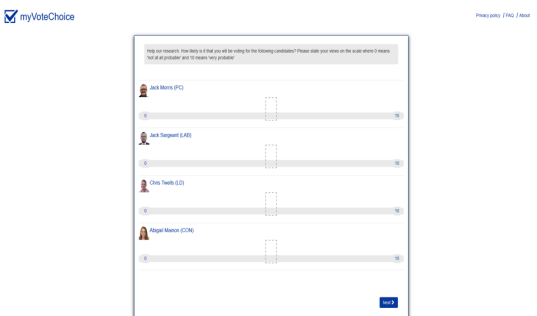 myVoteChoice
Privacy policy / FAQ / About
Help our research. How likely is it that you will be voting for the following candidates? Please state your views on the scale where 0 means
'not at all probable' and 10 means 'very probable'
Jack Morris (PC)
0 10
Jack Sargeant (LAB)
0 10
Chris Twells (LD)
0 10
Abigail Mainon (CON)
0 10
Next